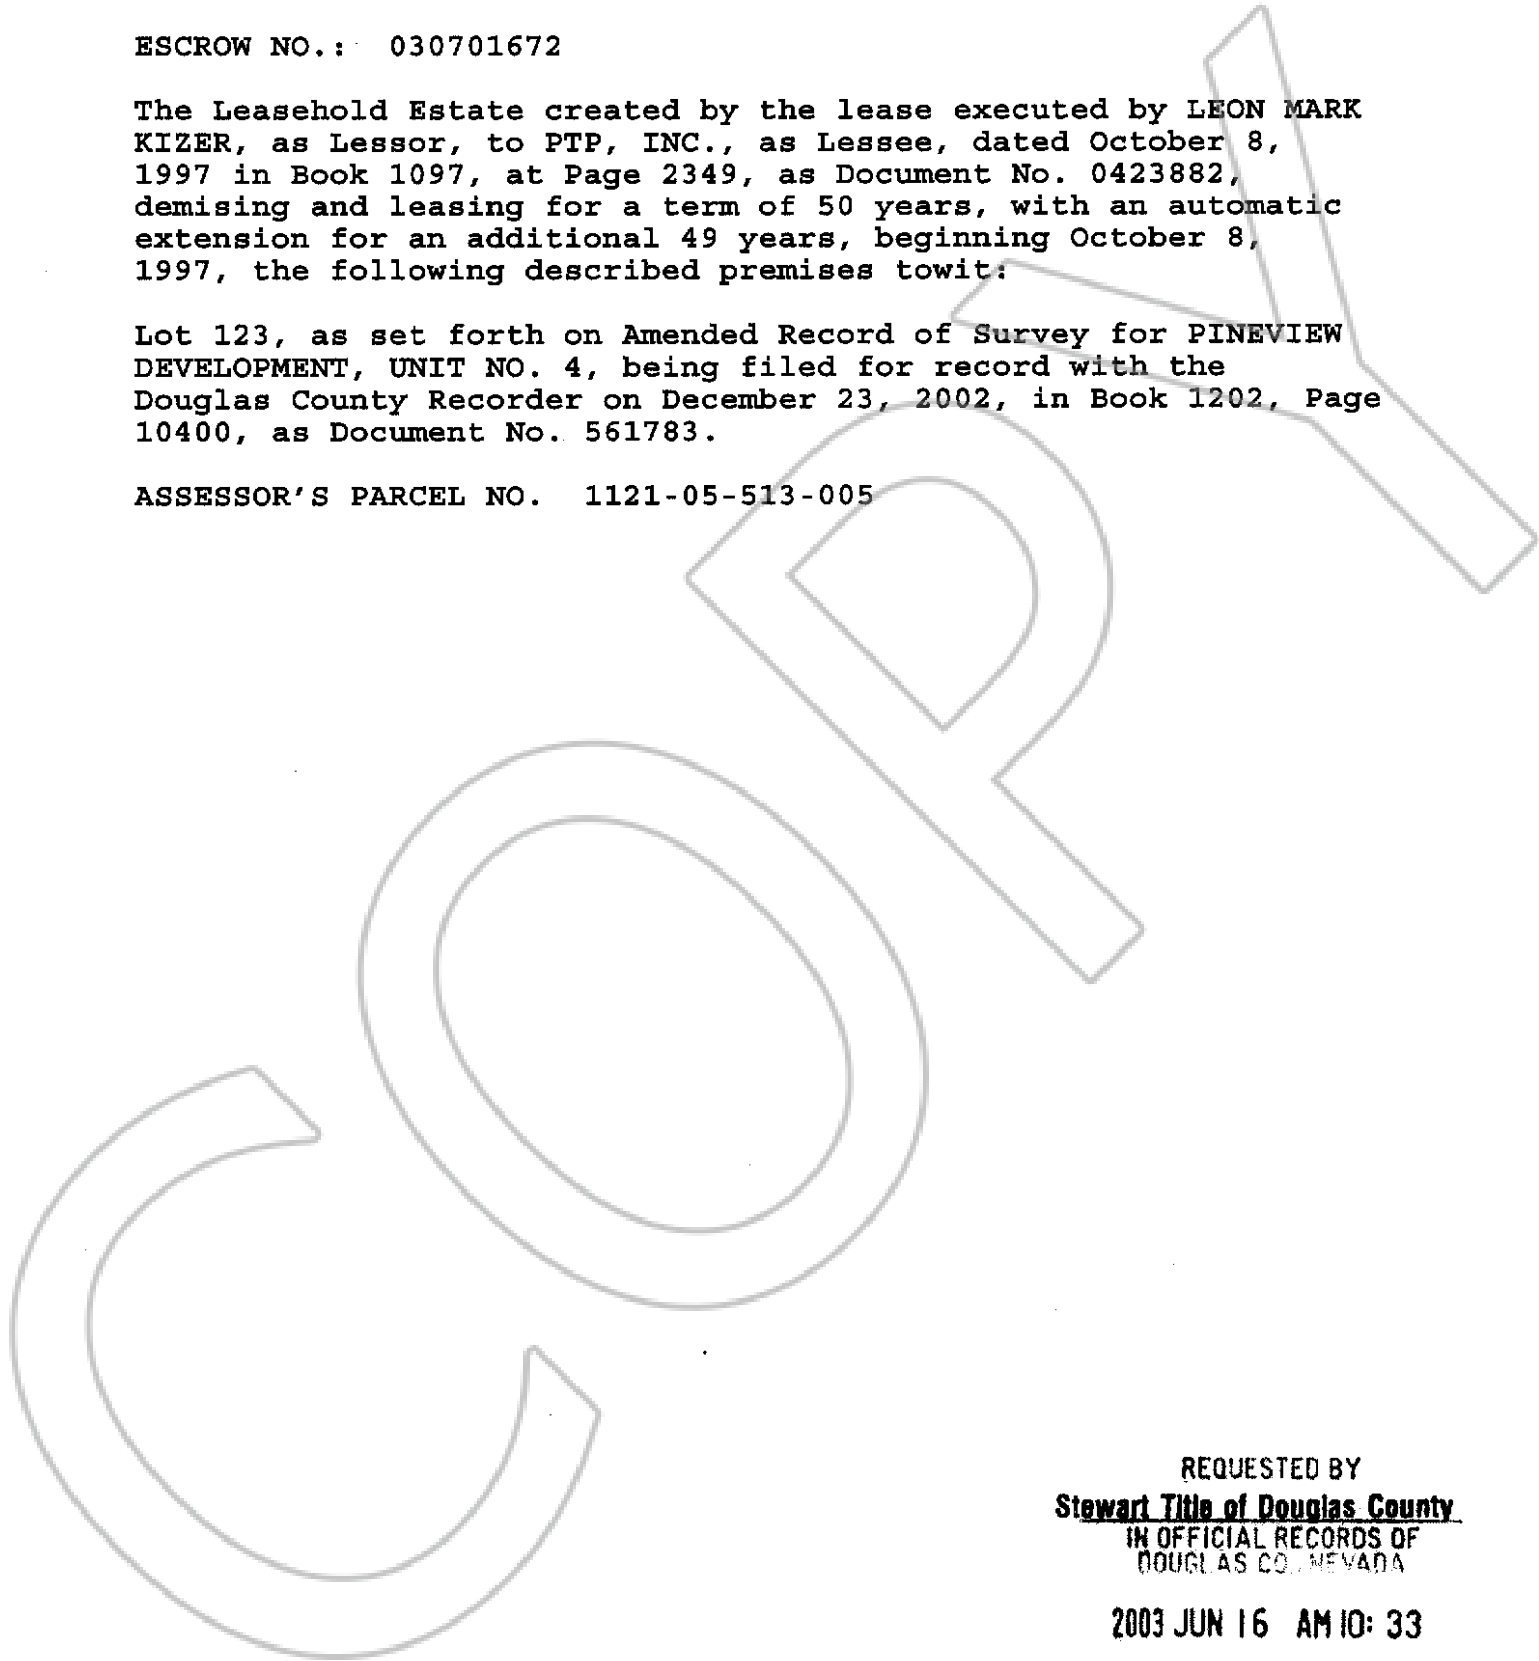 ESCROW NO.: 030701672
The Leasehold Estate created by the lease executed by LEON MARK
KIZER, as Lessor, to PTP, INC., as Lessee, dated October 8,
1997 in Book 1097, at Page 2349, as Document No. 0423882,
demising and leasing for a term of 50 years, with an automatic
extension for an additional 49 years, beginning October 8,
1997, the following described premises towit:
Lot 123, as set forth on Amended Record of Survey for PINEVIEW
DEVELOPMENT, UNIT NO. 4, being filed for record with the
Douglas County Recorder on December 23, 2002, in Book 1202, Page
10400, as Document No. 561783.
ASSESSOR'S PARCEL NO. 1121-05-513-005
COPY
REQUESTED BY
Stewart Title of Douglas County
IN OFFICIAL RECORDS OF
DOUGLAS CO., NEVADA
2003 JUN 16 AM 10: 33